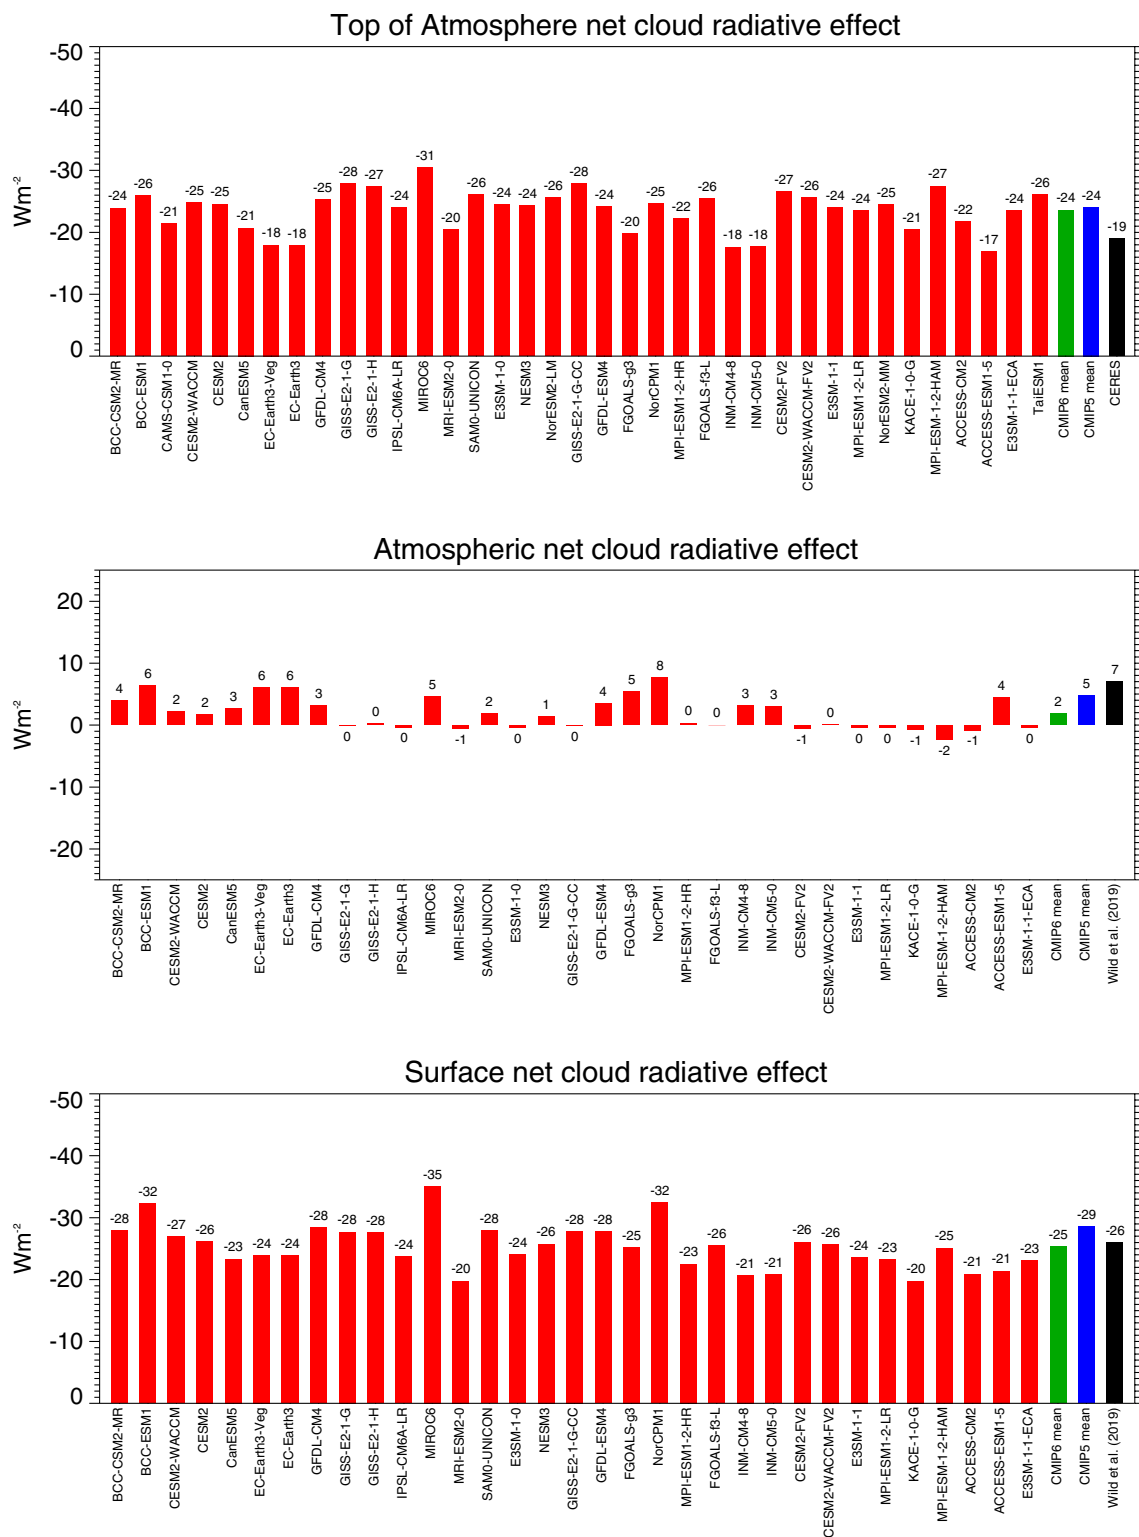 Top of Atmosphere net cloud radiative effect
-50
-40
-30
-20
-10
0
Wm-2
-24 -26 -21 -25 -25 -21 -18 -18 -25 -28 -27 -24 -31 -20 -26 -24 -24 -26 -28 -24 -20 -25 -22 -26 -18 -18 -27 -26 -24 -24 -25 -21 -27 -22 -17 -24 -26 -24 -24 -19
BCC-CSM2-MR
BCC-ESM1
CAMS-CSM1-0
CESM2-WACCM
CESM2
CanESM5
EC-Earth3-Veg
EC-Earth3
GFDL-CM4
GISS-E2-1-G
GISS-E2-1-H
IPSL-CM6A-LR
MIROC6
MRI-ESM2-0
SAM0-UNICON
E3SM-1-0
NESM3
NorESM2-LM
GISS-E2-1-G-CC
GFDL-ESM4
FGOALS-g3
NorCPM1
MPI-ESM1-2-HR
FGOALS-f3-L
INM-CM4-8
INM-CM5-0
CESM2-FV2
CESM2-WACCM-FV2
E3SM-1-1
MPI-ESM1-2-LR
NorESM2-MM
KACE-1-0-G
MPI-ESM-1-2-HAM
ACCESS-CM2
ACCESS-ESM1-5
E3SM-1-1-ECA
TaiESM1
CMIP6 mean
CMIP5 mean
CERES
Atmospheric net cloud radiative effect
20
10
0
-10
-20
Wm-2
4 6 2 2 3 6 6 3 0 0 0 5 -1 2 0 1 0 4 5 8 0 0 3 3 -1 0 0 0 -1 -2 -1 4 0 2 5 7
BCC-CSM2-MR
BCC-ESM1
CESM2-WACCM
CESM2
CanESM5
EC-Earth3-Veg
EC-Earth3
GFDL-CM4
GISS-E2-1-G
GISS-E2-1-H
IPSL-CM6A-LR
MIROC6
MRI-ESM2-0
SAM0-UNICON
E3SM-1-0
NESM3
GISS-E2-1-G-CC
GFDL-ESM4
FGOALS-g3
NorCPM1
MPI-ESM1-2-HR
FGOALS-f3-L
INM-CM4-8
INM-CM5-0
CESM2-FV2
CESM2-WACCM-FV2
E3SM-1-1
MPI-ESM1-2-LR
KACE-1-0-G
MPI-ESM-1-2-HAM
ACCESS-CM2
ACCESS-ESM1-5
E3SM-1-1-ECA
CMIP6 mean
CMIP5 mean
Wild et al. (2019)
Surface net cloud radiative effect
-50
-40
-30
-20
-10
0
Wm-2
-28 -32 -27 -26 -23 -24 -24 -28 -28 -28 -24 -35 -20 -28 -24 -26 -28 -28 -25 -32 -23 -26 -21 -21 -26 -26 -24 -23 -20 -25 -21 -21 -23 -25 -29 -26
BCC-CSM2-MR
BCC-ESM1
CESM2-WACCM
CESM2
CanESM5
EC-Earth3-Veg
EC-Earth3
GFDL-CM4
GISS-E2-1-G
GISS-E2-1-H
IPSL-CM6A-LR
MIROC6
MRI-ESM2-0
SAM0-UNICON
E3SM-1-0
NESM3
GISS-E2-1-G-CC
GFDL-ESM4
FGOALS-g3
NorCPM1
MPI-ESM1-2-HR
FGOALS-f3-L
INM-CM4-8
INM-CM5-0
CESM2-FV2
CESM2-WACCM-FV2
E3SM-1-1
MPI-ESM1-2-LR
KACE-1-0-G
MPI-ESM-1-2-HAM
ACCESS-CM2
ACCESS-ESM1-5
E3SM-1-1-ECA
CMIP6 mean
CMIP5 mean
Wild et al. (2019)